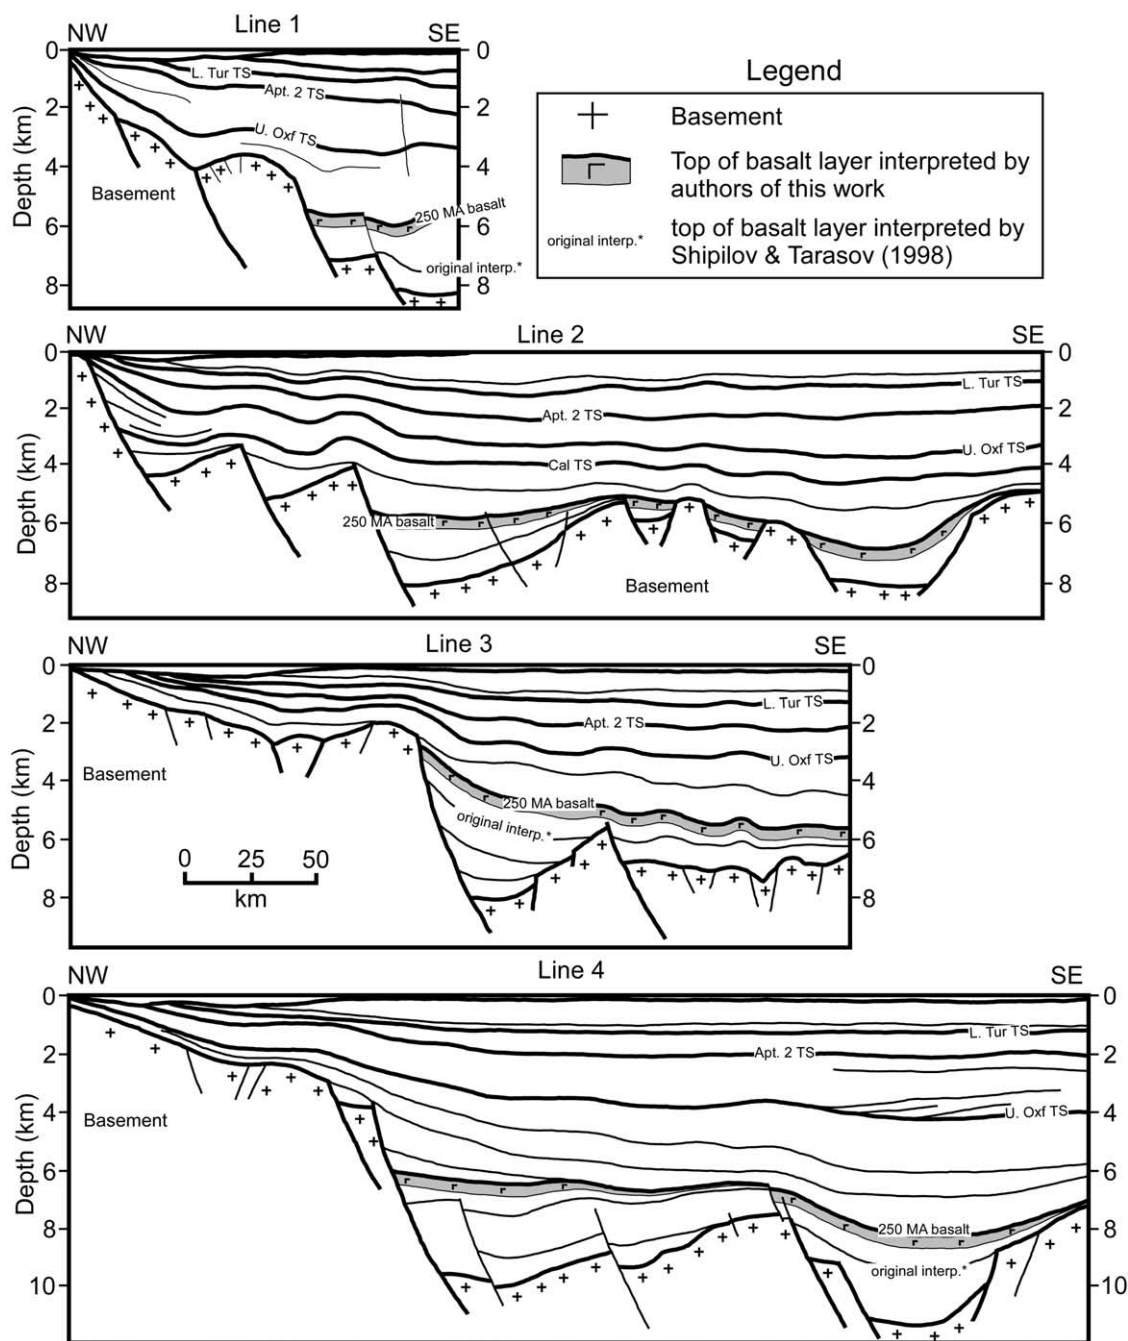 Line 1
NW
SE
0
2
4
6
8
Depth (km)
0
2
4
6
8
L. Tur TS
Apt. 2 TS
U. Oxf TS
Basement
250 MA basalt
original interp.*
Legend
Basement
Top of basalt layer interpreted by
authors of this work
original interp.*
top of basalt layer interpreted by
Shipilov & Tarasov (1998)
NW
Line 2
SE
0
2
4
6
8
Depth (km)
0
2
4
6
8
L. Tur TS
Apt. 2 TS
U. Oxf TS
Cal TS
250 MA basalt
Basement
NW
Line 3
SE
0
2
4
6
8
Depth (km)
0
2
4
6
8
L. Tur TS
Apt. 2 TS
U. Oxf TS
Basement
250 MA basalt
original interp.*
0 25 50
km
NW
Line 4
SE
0
2
4
6
8
10
Depth (km)
0
2
4
6
8
10
L. Tur TS
Apt. 2 TS
U. Oxf TS
Basement
250 MA basalt
original interp.*